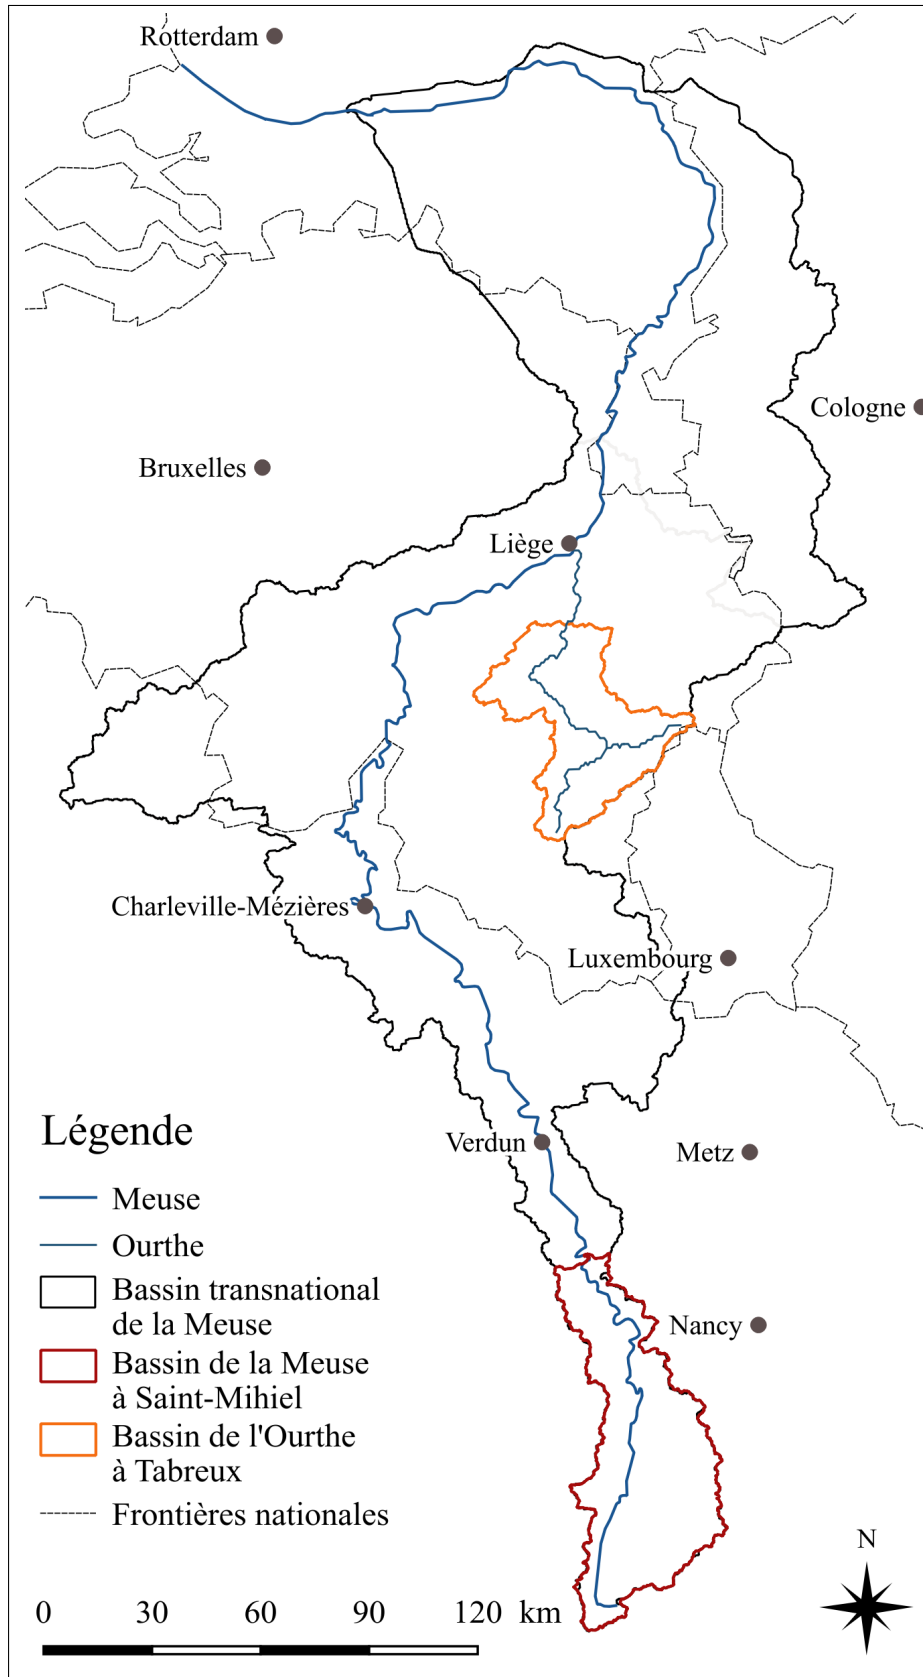 Rotterdam
Cologne
Bruxelles
Liège
Charleville-Mézières
Luxembourg
Légende
Verdun
Metz
Meuse
Ourthe
Bassin transnational
de la Meuse
Nancy
Bassin de la Meuse
à Saint-Mihiel
Bassin de l'Ourthe
à Tabreux
Frontières nationales
N
0 30 60 90 120 km